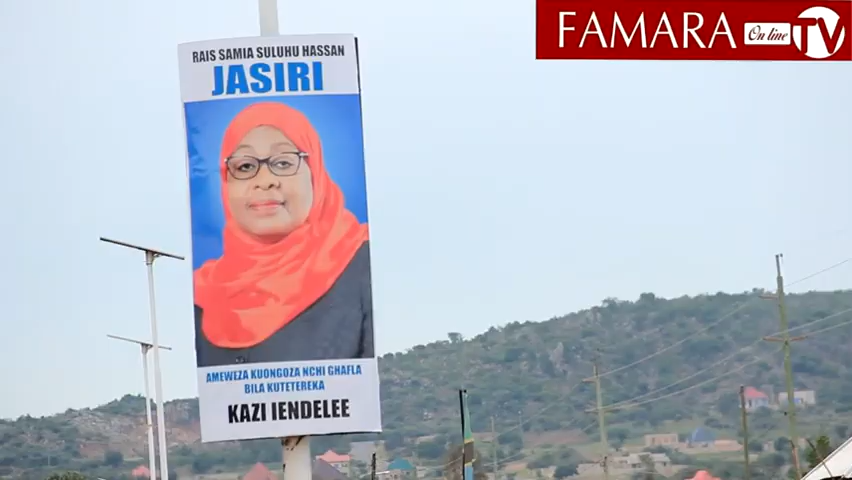 FAMARA On line TV
RAIS SAMIA SULUHU HASSAN
JASIRI
AMEWEZA KUONGOZA NCHI GHAFLA
BILA KUTETEREKA
KAZI IENDELEE